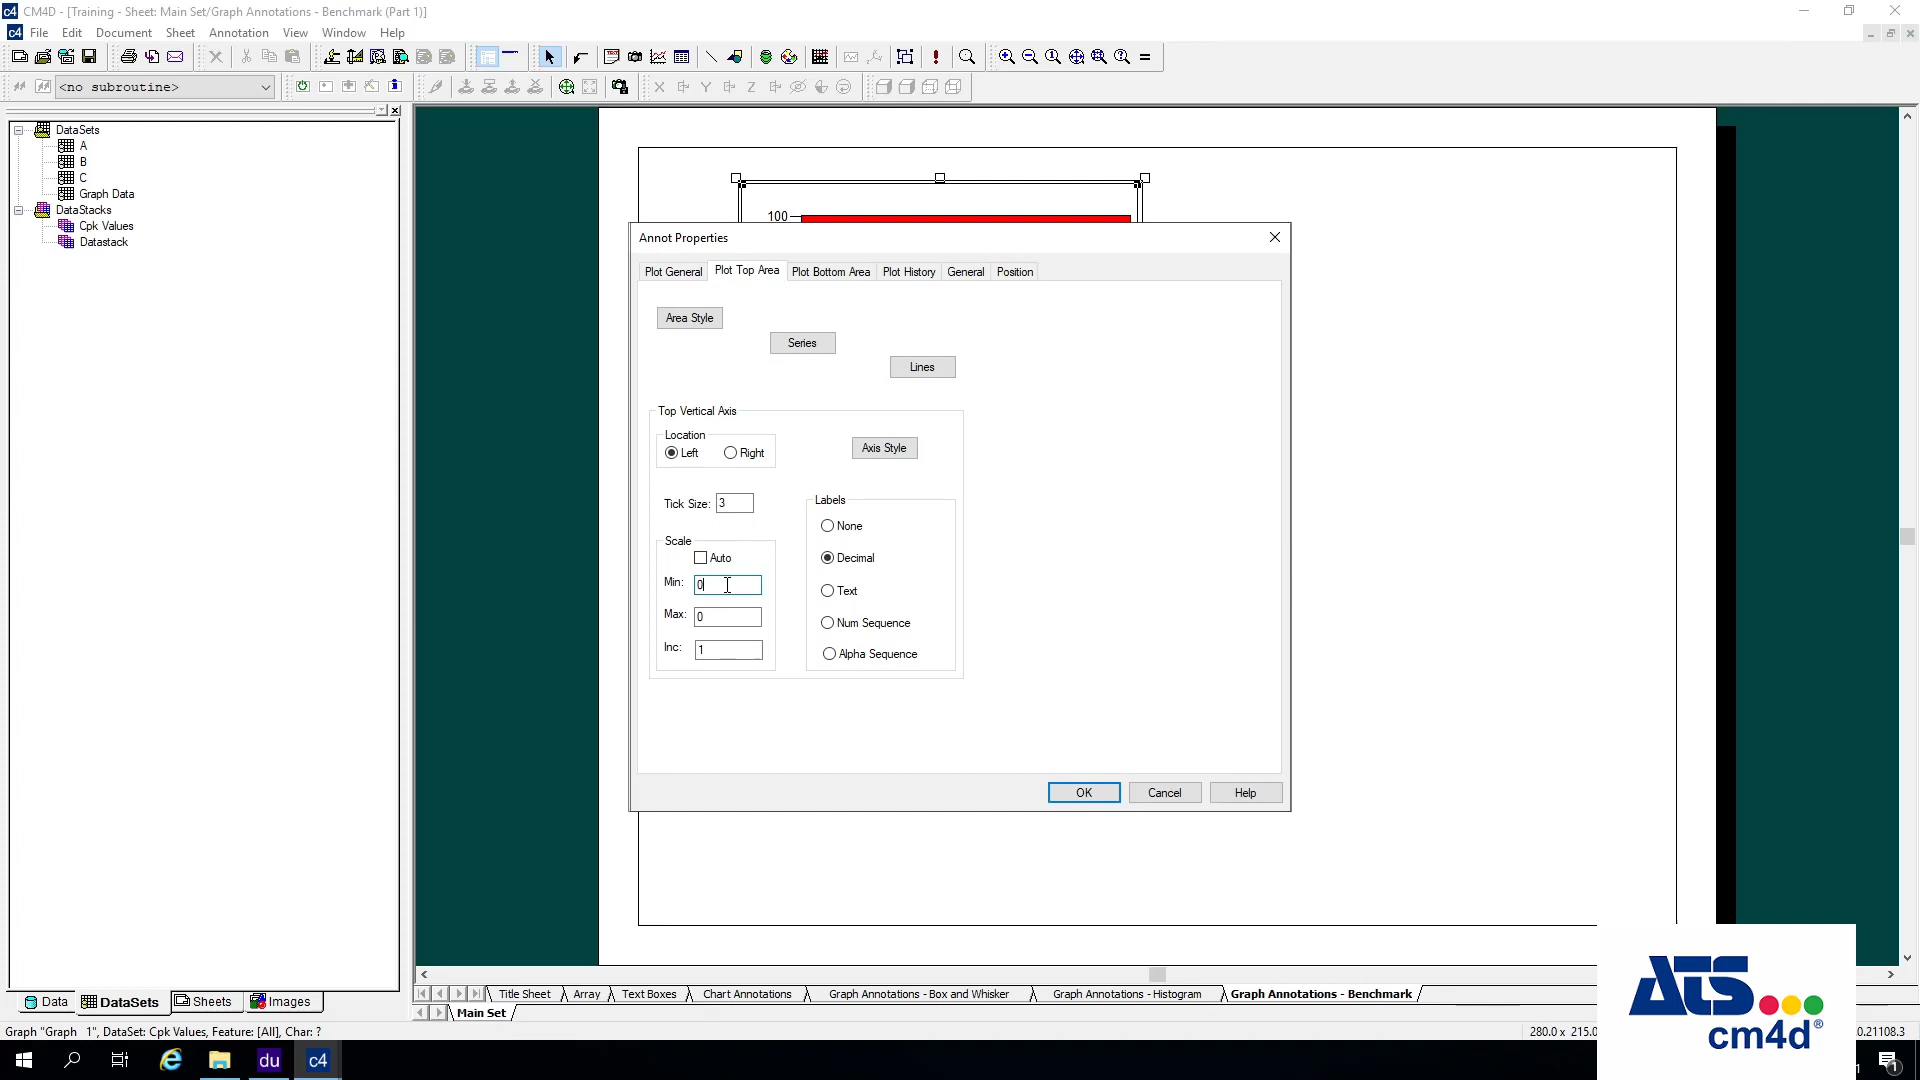 CM4D - [Training - Sheet: Main Set/Graph Annotations - Benchmark (Part 1)]
File Edit Document Sheet Annotation View Window Help
<no subroutine>
DataSets
A
B
C
Graph Data
DataStacks
Cpk Values
Datastack
100
Annot Properties
Plot General Plot Top Area Plot Bottom Area Plot History General Position
Area Style
Series
Lines
Top Vertical Axis
Location
Left Right
Axis Style
Tick Size: 3
Labels
None
Scale
Auto
Decimal
Min: 0
Text
Max: 0
Num Sequence
Inc: 1
Alpha Sequence
OK Cancel Help
Data DataSets Sheets Images
Title Sheet Array Text Boxes Chart Annotations Graph Annotations - Box and Whisker Graph Annotations - Histogram Graph Annotations - Benchmark
Main Set
Graph "Graph 1", DataSet: Cpk Values, Feature: [All], Char: ?
280.0 x 215.0
0.21108.3
du c4
ATS
cm4d®
1